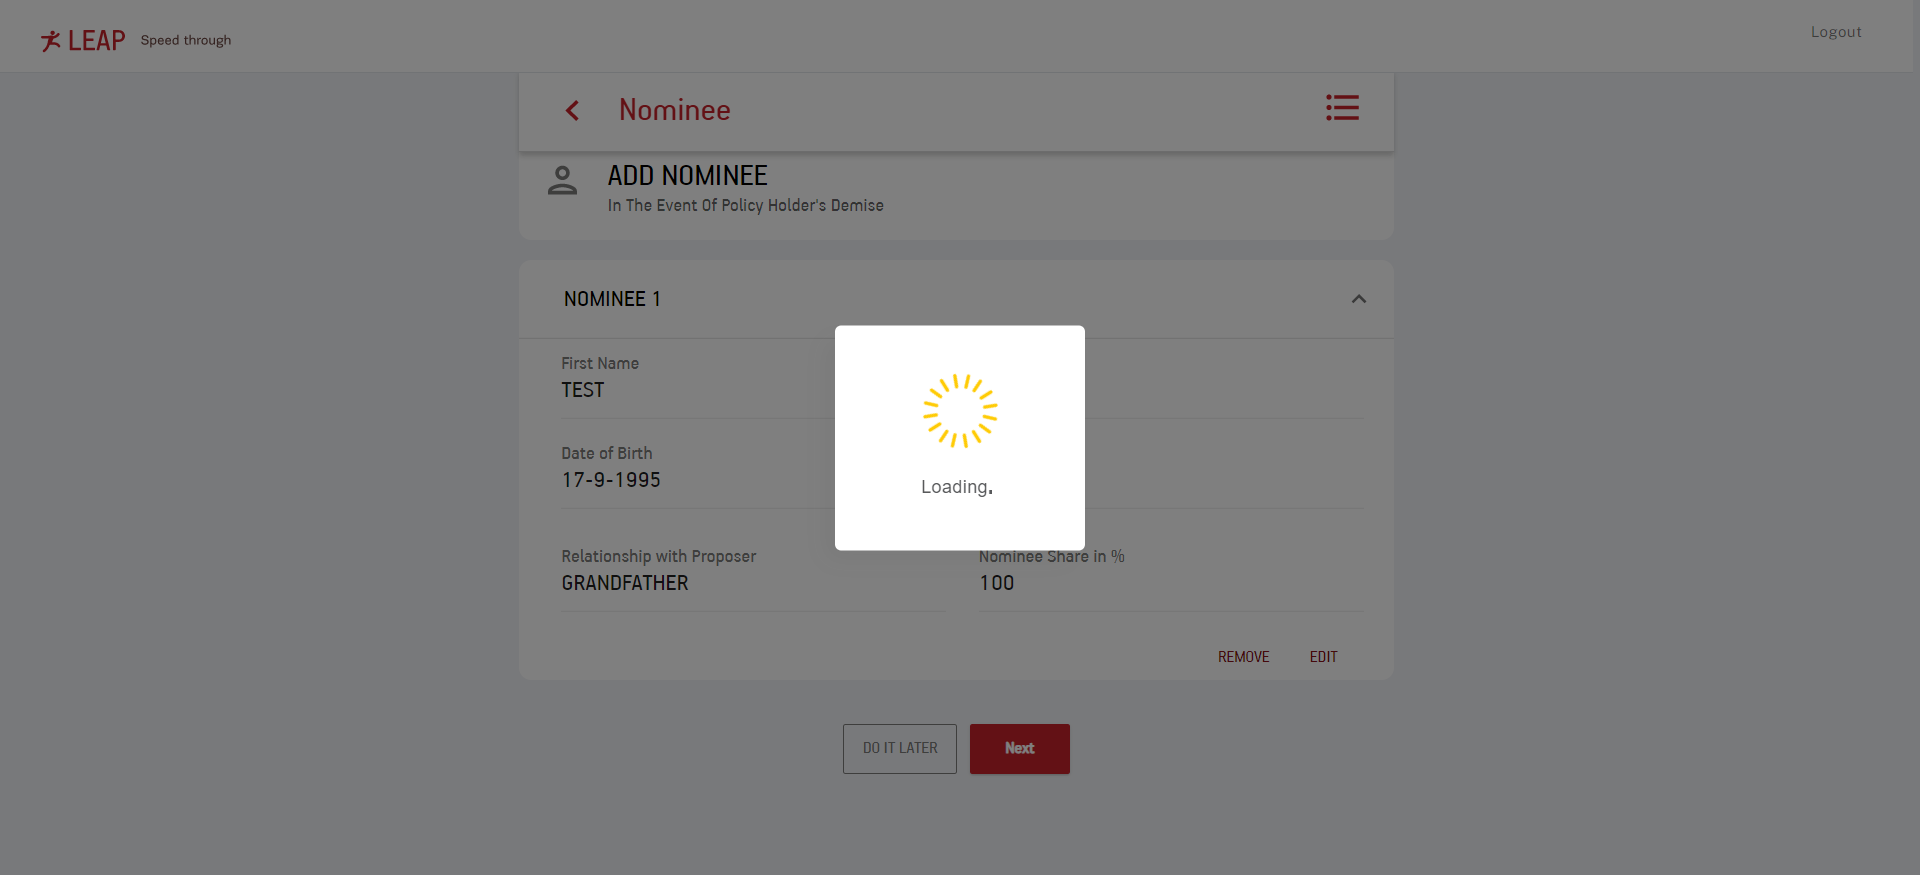 LEAP Speed through
Logout
Nominee
ADD NOMINEE
In The Event Of Policy Holder's Demise
NOMINEE 1
First Name
TEST
Date of Birth
17-9-1995
Loading.
Relationship with Proposer
GRANDFATHER
Nominee Share in %
100
REMOVE EDIT
DO IT LATER Next